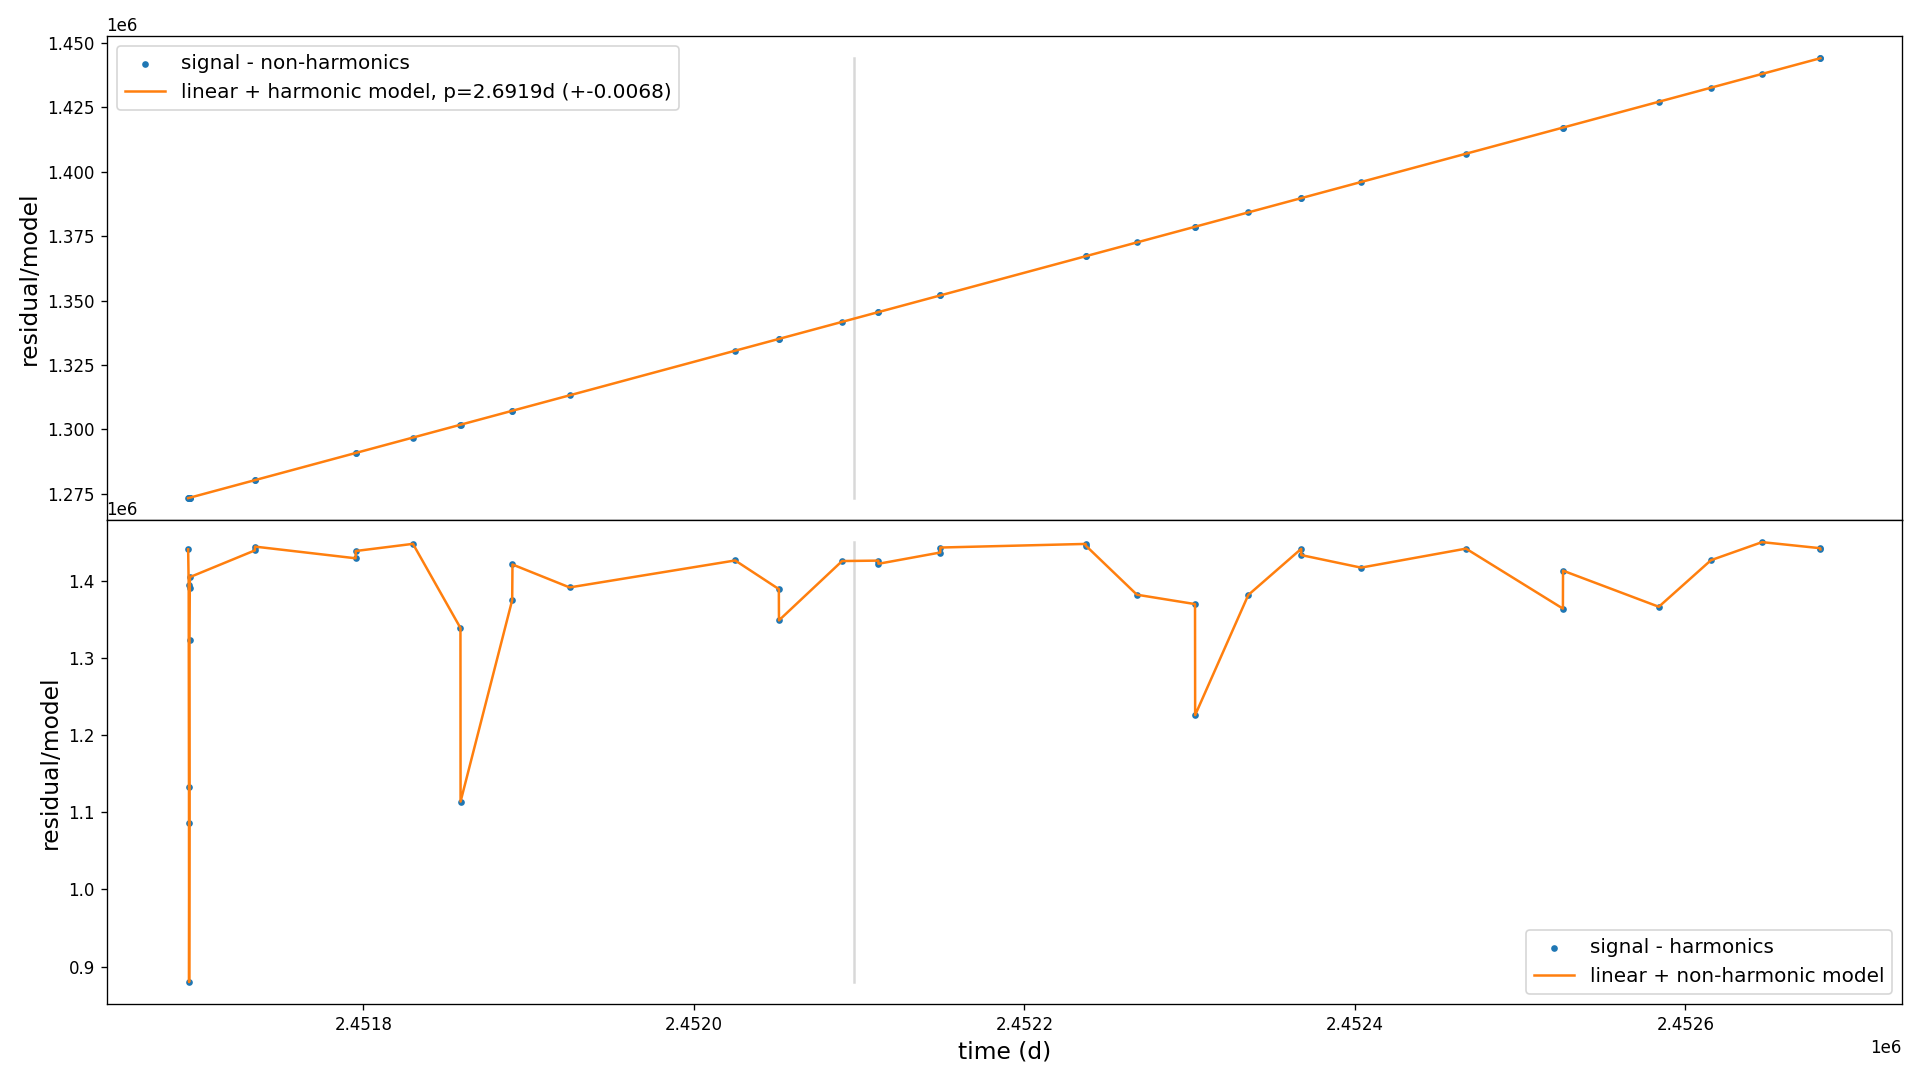 1e6
1.450
1.425
1.400
1.375
1.350
1.325
1.300
1.275
residual/model
signal - non-harmonics
linear + harmonic model, p=2.6919d (+-0.0068)
1e6
1.4
1.3
1.2
1.1
1.0
0.9
residual/model
signal - harmonics
linear + non-harmonic model
2.4518
2.4520
2.4522
2.4524
2.4526
1e6
time (d)